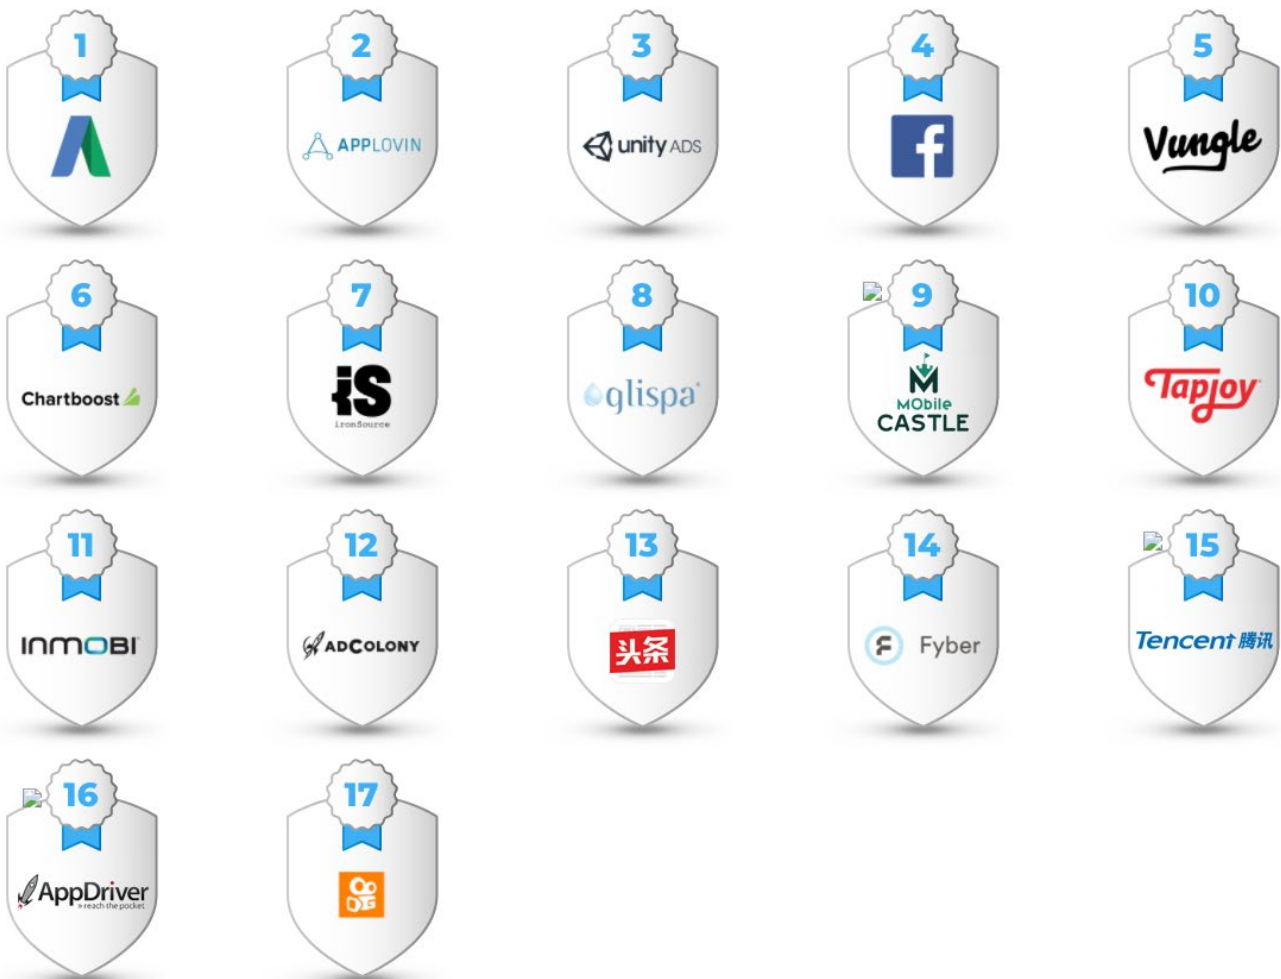 1
2
3
4
5
APPLOVIN
unity ADS
f
Vungle
6
7
8
9
10
Chartboost
iS
ironSource
glispa
MObile
CASTLE
Tapjoy
11
12
13
14
15
INMOBI
ADCOLONY
头条
F Fyber
Tencent 腾讯
16
17
AppDriver
» reach the pocket